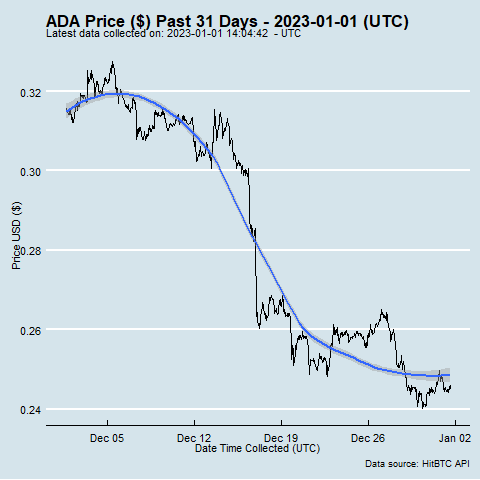 ADA Price ($) Past 31 Days - 2023-01-01 (UTC)
Latest data collected on: 2023-01-01 14:04:42 - UTC
0.32
0.30
0.28
0.26
0.24
Price USD ($)
Dec 05 Dec 12 Dec 19 Dec 26 Jan 02
Date Time Collected (UTC)
Data source: HitBTC API